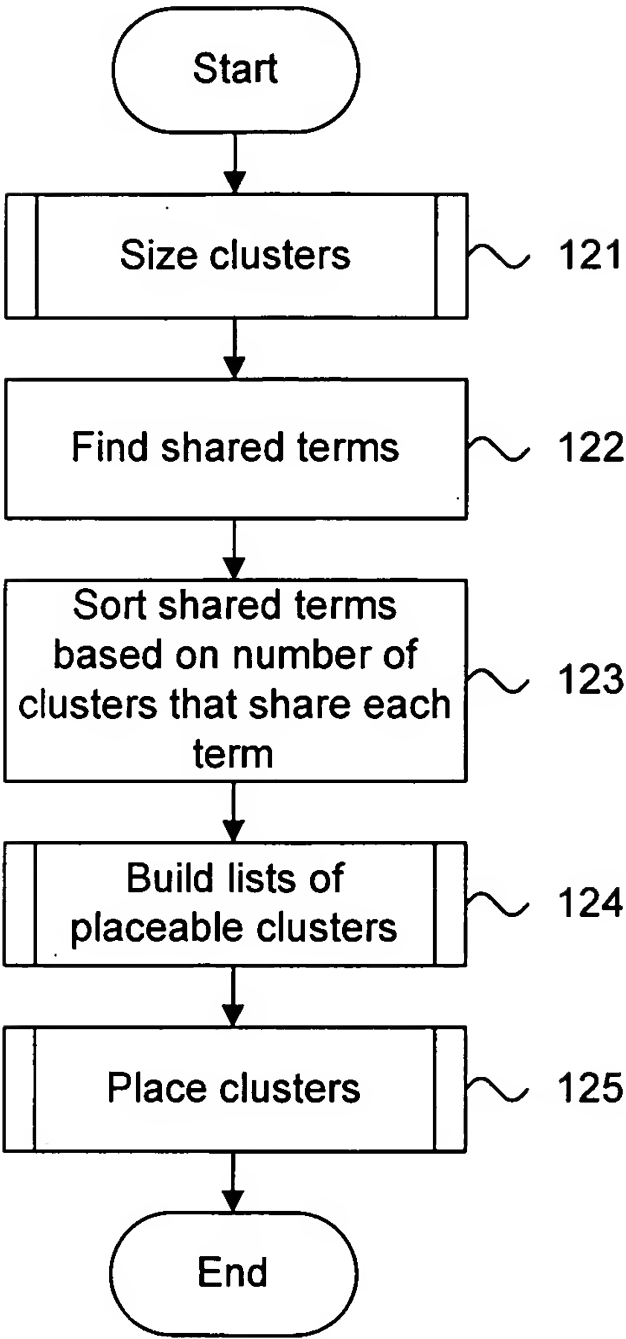 Start
Size clusters
121
Find shared terms
122
Sort shared terms
based on number of
clusters that share each
term
123
Build lists of
placeable clusters
124
Place clusters
125
End